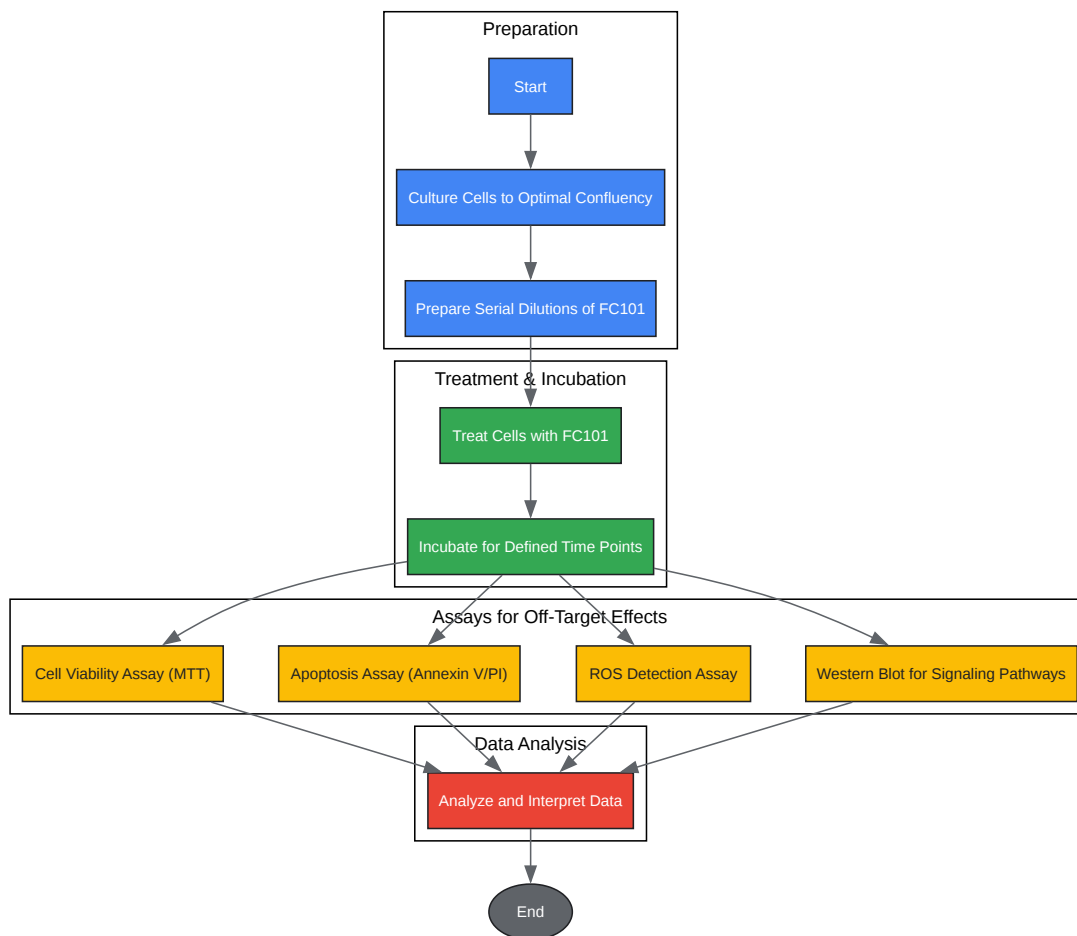 Preparation
Start
Culture Cells to Optimal Confluency
Prepare Serial Dilutions of FC101
Treatment & Incubation
Treat Cells with FC101
Incubate for Defined Time Points
Assays for Off-Target Effects
Cell Viability Assay (MTT)
Apoptosis Assay (Annexin V/PI)
ROS Detection Assay
Western Blot for Signaling Pathways
Data Analysis
Analyze and Interpret Data
End